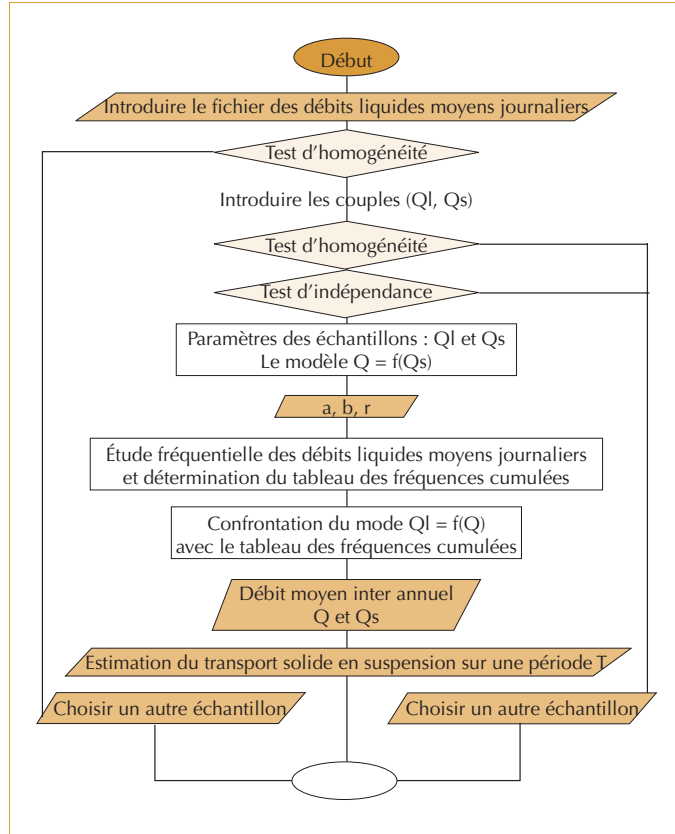 Début
Introduire le fichier des débits liquides moyens journaliers
Test d'homogénéité
Introduire les couples (Ql, Qs)
Test d'homogénéité
Test d'indépendance
Paramètres des échantillons : Ql et Qs
Le modèle Q = f(Qs)
a, b, r
Étude fréquentielle des débits liquides moyens journaliers
et détermination du tableau des fréquences cumulées
Confrontation du mode Ql = f(Q)
avec le tableau des fréquences cumulées
Débit moyen inter annuel
Q et Qs
Estimation du transport solide en suspension sur une période T
Choisir un autre échantillon
Choisir un autre échantillon